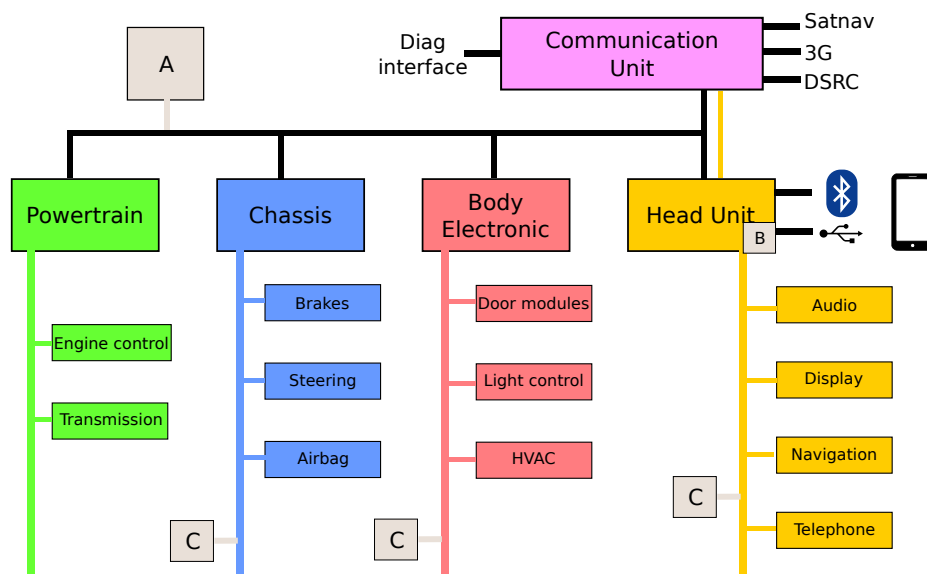 A
Diag
interface
Communication
Unit
Satnav
3G
DSRC
Powertrain
Chassis
Body
Electronic
Head Unit
B
Engine control
Transmission
Brakes
Steering
Airbag
C
Door modules
Light control
HVAC
C
Audio
Display
Navigation
Telephone
C